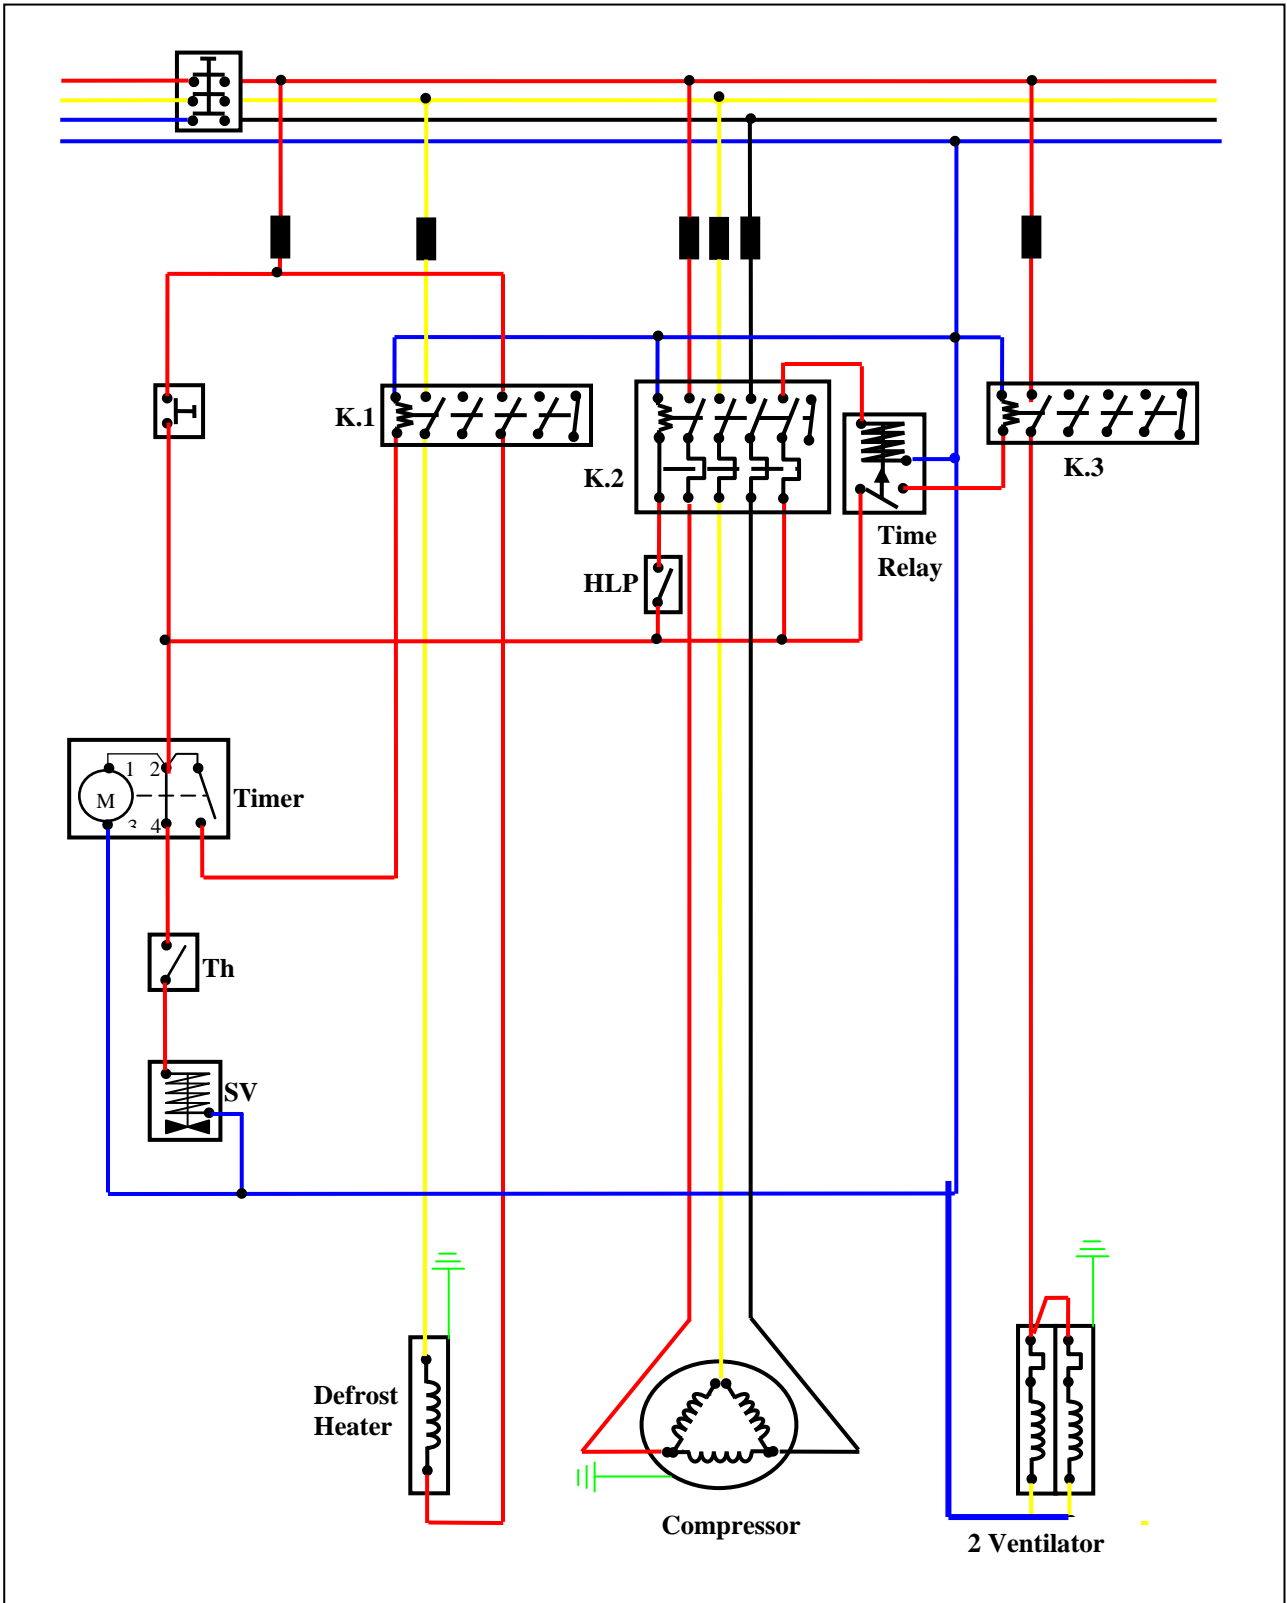 K.1
K.2
K.3
Time
Relay
HLP
1 2
M
3 4
Timer
Th
SV
Defrost
Heater
Compressor
2 Ventilator